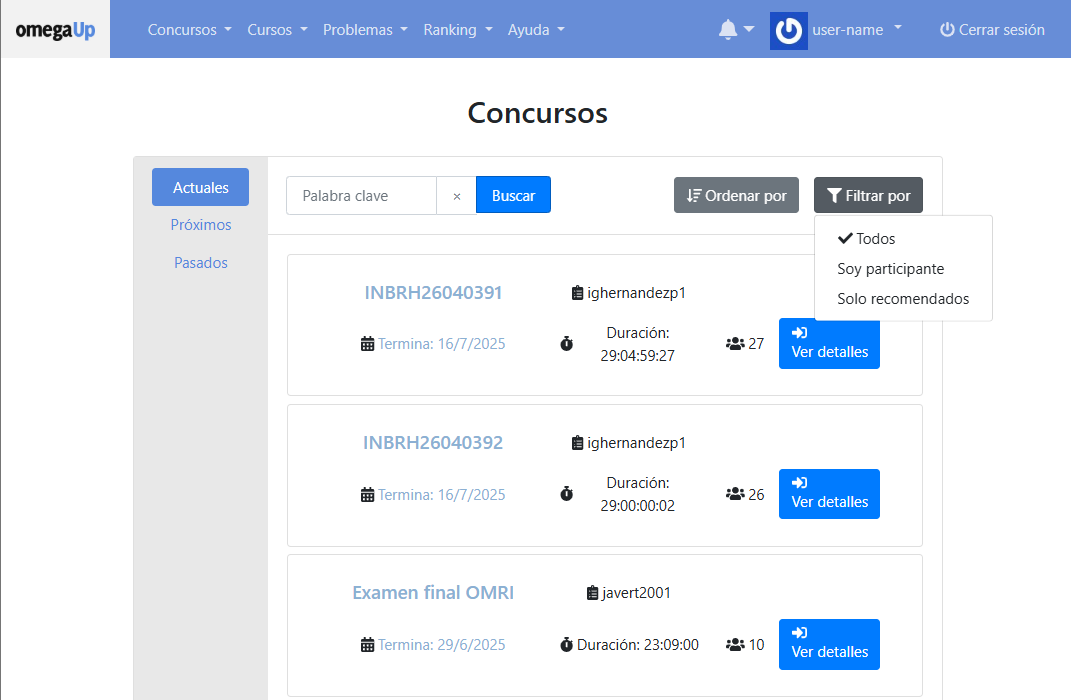 omegaUp Concursos Cursos Problemas Ranking Ayuda user-name Cerrar sesión
Concursos
Actuales
Próximos
Pasados
Palabra clave × Buscar Ordenar por Filtrar por
Todos
Soy participante
Solo recomendados
INBRH26040391 ighernandezp1
Termina: 16/7/2025 Duración: 29:04:59:27 27 Ver detalles
INBRH26040392 ighernandezp1
Termina: 16/7/2025 Duración: 29:00:00:02 26 Ver detalles
Examen final OMRI javert2001
Termina: 29/6/2025 Duración: 23:09:00 10 Ver detalles